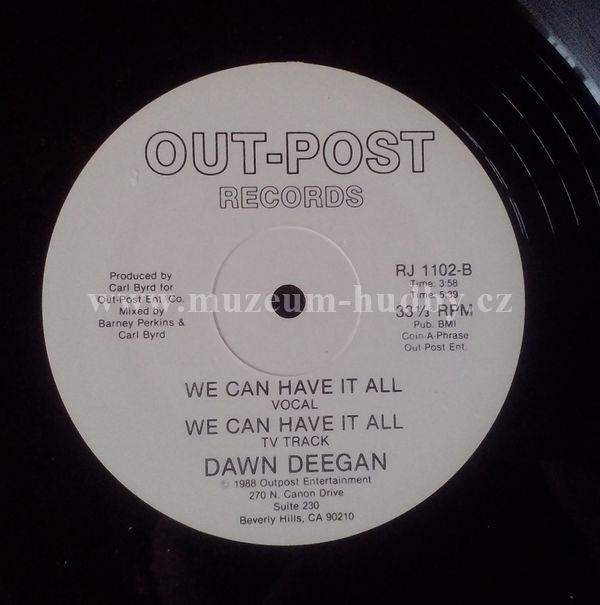 OUT-POST
RECORDS
Produced by
Carl Byrd for
Out-Post Ent. Co.
Mixed by
Barney Perkins &
Carl Byrd
RJ 1102-B
Time: 3:58
Time: 5:39
33⅓ RPM
Pub. BMI
Coin-A-Phrase
Out-Post Ent.
www.muzeum-hudby.cz
WE CAN HAVE IT ALL
VOCAL
WE CAN HAVE IT ALL
TV TRACK
DAWN DEEGAN
© 1988 Outpost Entertainment
270 N. Canon Drive
Suite 230
Beverly Hills, CA 90210